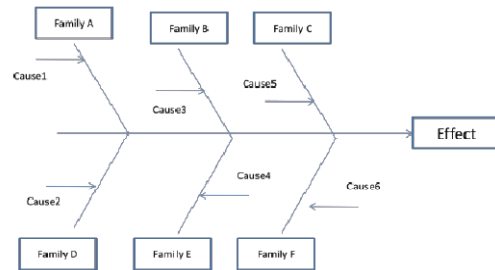 Family A
Family B
Family C
Cause1
Cause5
Cause3
Effect
Cause4
Cause6
Cause2
Family D
Family E
Family F